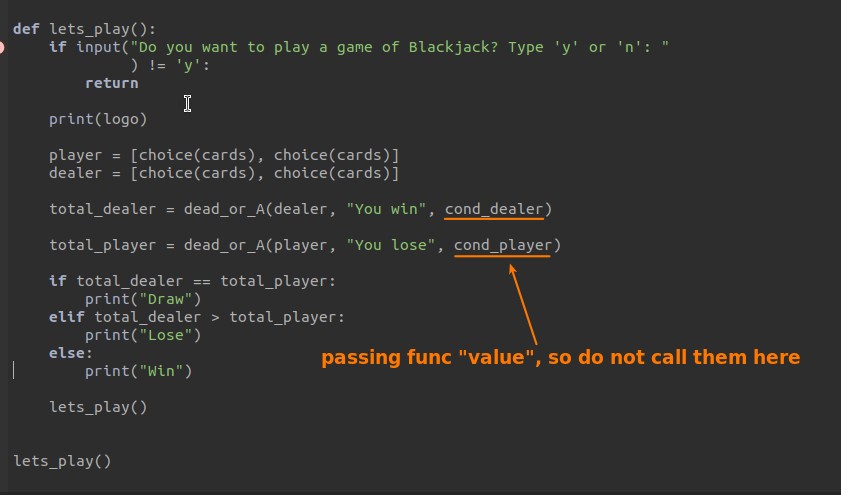 def lets_play():
    if input("Do you want to play a game of Blackjack? Type 'y' or 'n': "
            ) != 'y':
        return
    print(logo)
    player = [choice(cards), choice(cards)]
    dealer = [choice(cards), choice(cards)]
    total_dealer = dead_or_A(dealer, "You win", cond_dealer)
    total_player = dead_or_A(player, "You lose", cond_player)
    if total_dealer == total_player:
        print("Draw")
    elif total_dealer > total_player:
        print("Lose")
    else:
passing func "value", so do not call them here
        print("Win")
    lets_play()
lets_play()